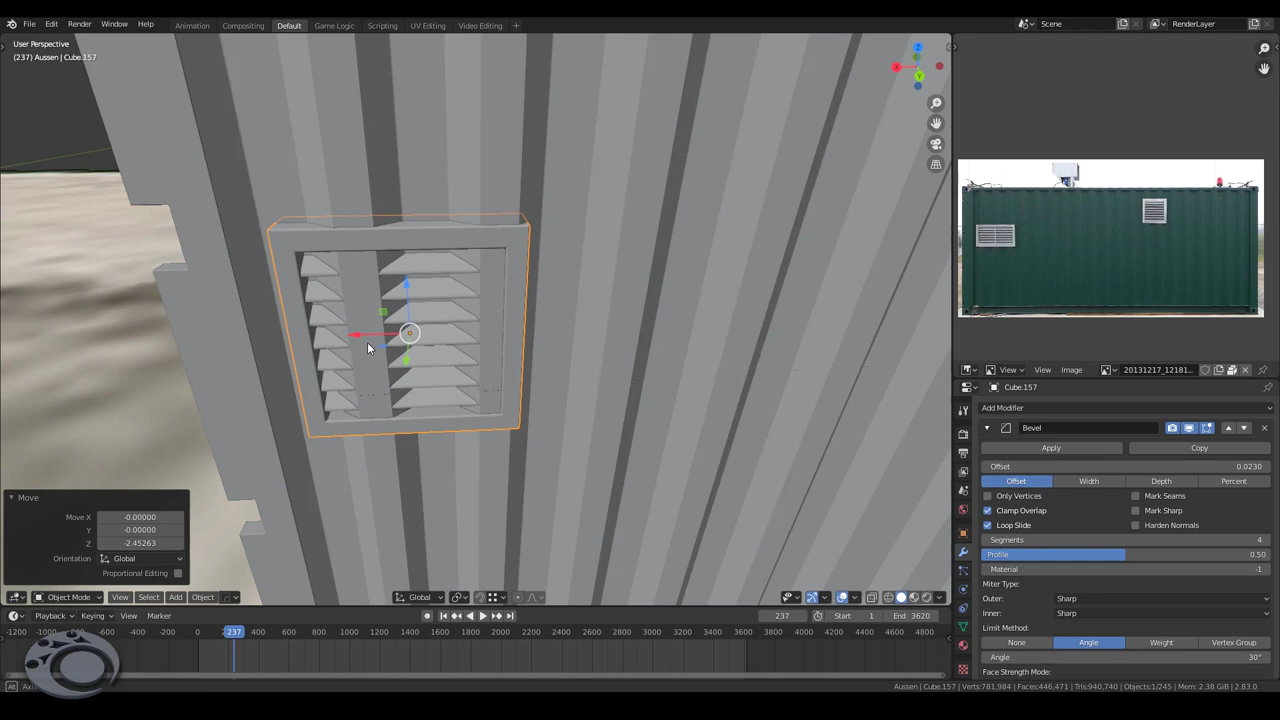 File Edit Render Window Help
Animation Compositing Default Game Logic Scripting UV Editing Video Editing +
Scene RenderLayer
User Perspective
(237) Aussen | Cube.157
Z
X
Y
View View Image 20131217_12181...
Cube.157
Add Modifier
Bevel
Apply Copy
Offset 0.0230
Offset Width Depth Percent
Only Vertices Mark Seams
Clamp Overlap Mark Sharp
Loop Slide Harden Normals
Segments 4
Profile 0.50
Material -1
Miter Type:
Outer: Sharp
Inner: Sharp
Limit Method:
None Angle Weight Vertex Group
Angle 30°
Face Strength Mode:
Move
Move X -0.00000
Y -0.00000
Z -2.45263
Orientation Global
Proportional Editing
Object Mode View Select Add Object
Global
Playback Keying View Marker
237 Start 1 End 3620
-1200 -1000 -800 0 237 400 600 800 1000 1200 1400 1600 1800 2000 2200 2400 2600 2800 3000 3200 3400 3600 3800 4000 4200 4400 4600 4800
Aussen | Cube.157 | Verts:781,984 | Faces:446,471 | Tris:940,740 | Objects:1/245 | Mem: 2.38 GiB | 2.83.0